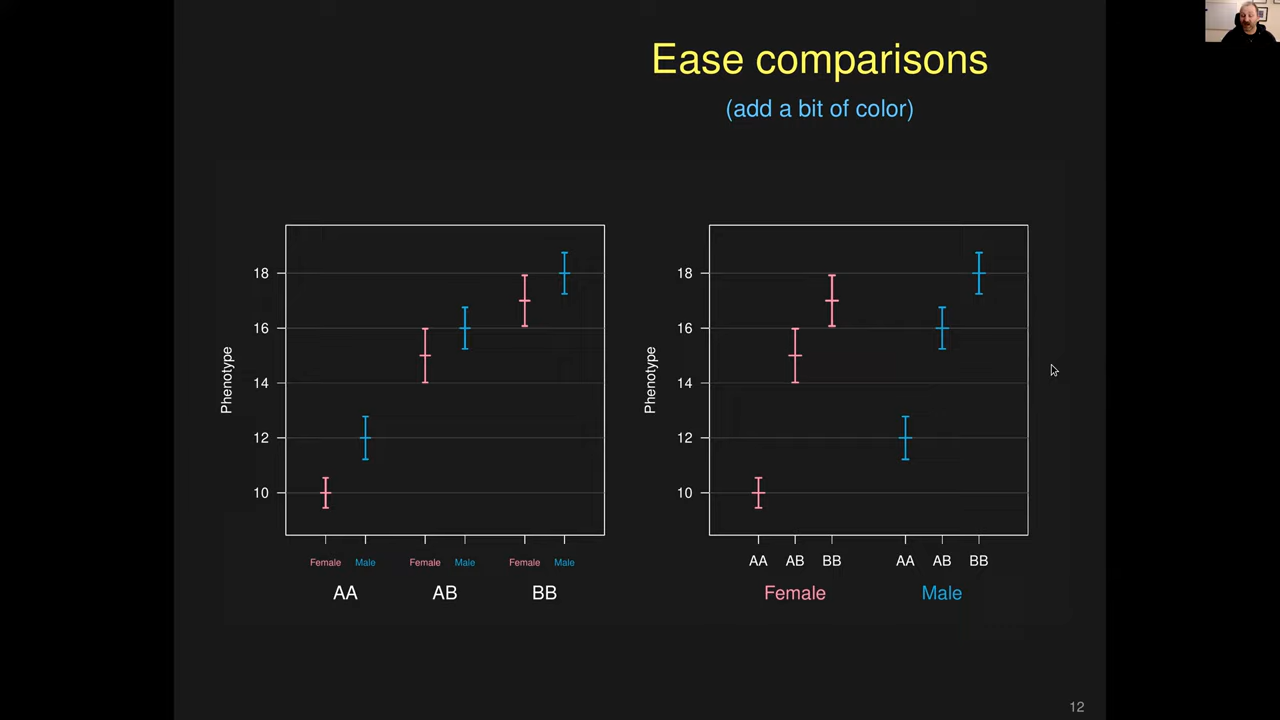 Ease comparisons
(add a bit of color)
Phenotype
18
16
14
12
10
Female Male Female Male Female Male
AA AB BB
Phenotype
18
16
14
12
10
AA AB BB AA AB BB
Female Male
12